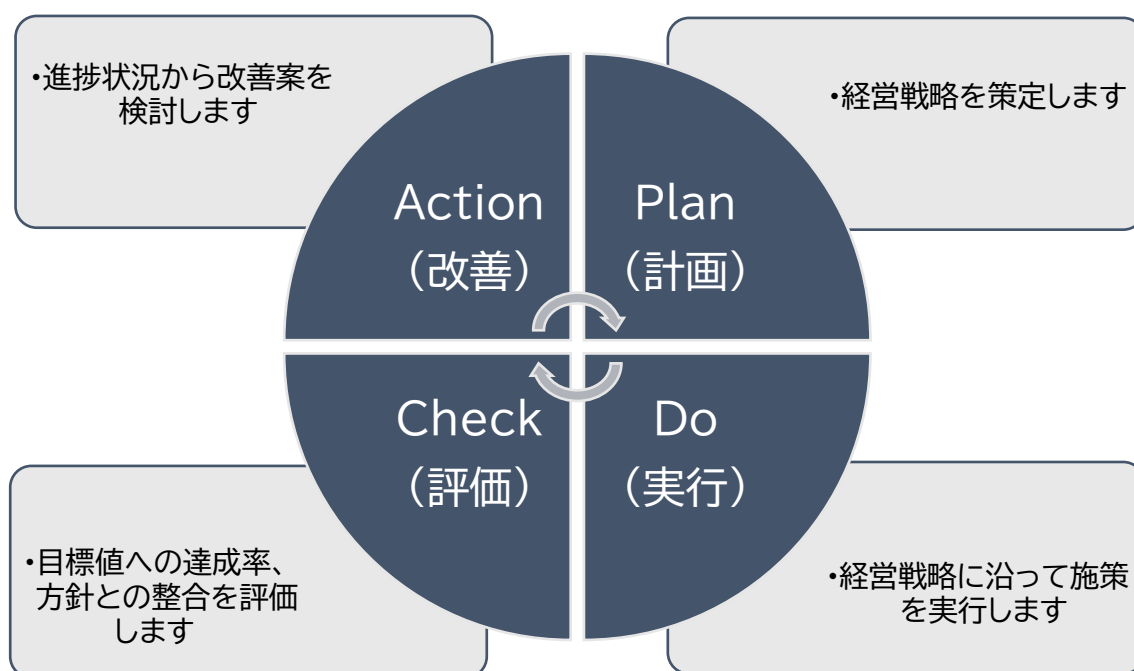 ・進捗状況から改善案を
検討します
・経営戦略を策定します
Action
（改善）
Plan
（計画）
Check
（評価）
Do
（実行）
・目標値への達成率、
方針との整合を評価
します
・経営戦略に沿って施策
を実行します